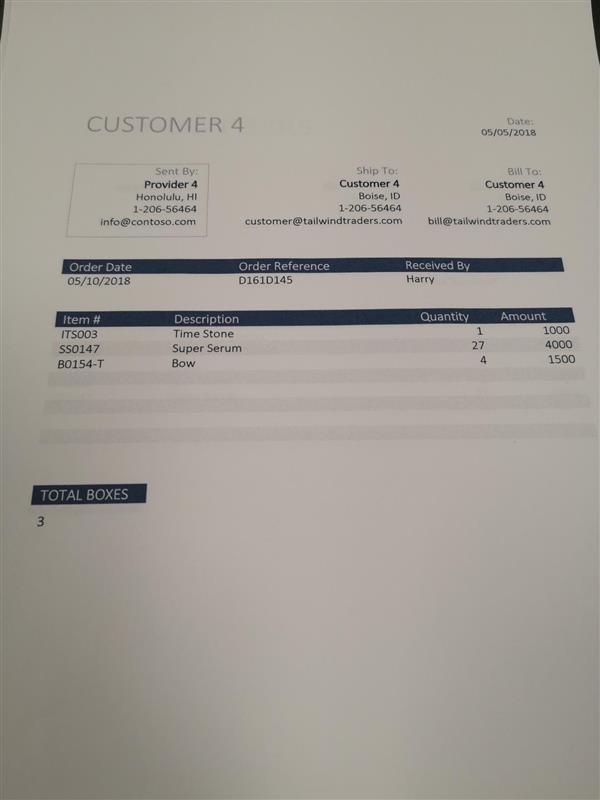 CUSTOMER 4
Date:
05/05/2018
Sent By:
Provider 4
Honolulu, HI
1-206-56464
info@contoso.com
Ship To:
Customer 4
Boise, ID
1-206-56464
customer@tailwindtraders.com
Bill To:
Customer 4
Boise, ID
1-206-56464
bill@tailwindtraders.com
Order Date Order Reference Received By
05/10/2018 D161D145 Harry
Item # Description Quantity Amount
ITS003 Time Stone 1 1000
SS0147 Super Serum 27 4000
B0154-T Bow 4 1500
TOTAL BOXES
3